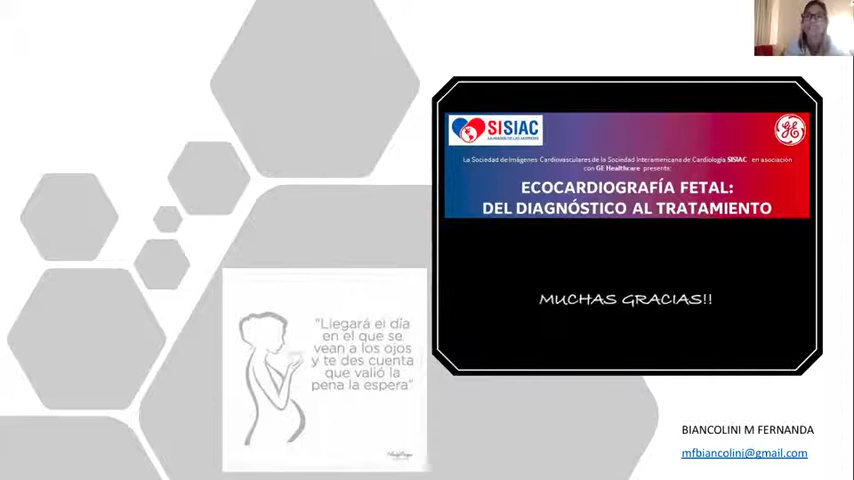 SISIAC
La Sociedad de Imágenes Cardiovasculares de la Sociedad Interamericana de Cardiología SISIAC en asociación
con GE Healthcare presenta:
ECOCARDIOGRAFÍA FETAL:
DEL DIAGNÓSTICO AL TRATAMIENTO
MUCHAS GRACIAS!!
"Llegará el día
en el que se
vean a los ojos
y te des cuenta
que valió la
pena la espera"
BIANCOLINI M FERNANDA
mfbiancolini@gmail.com